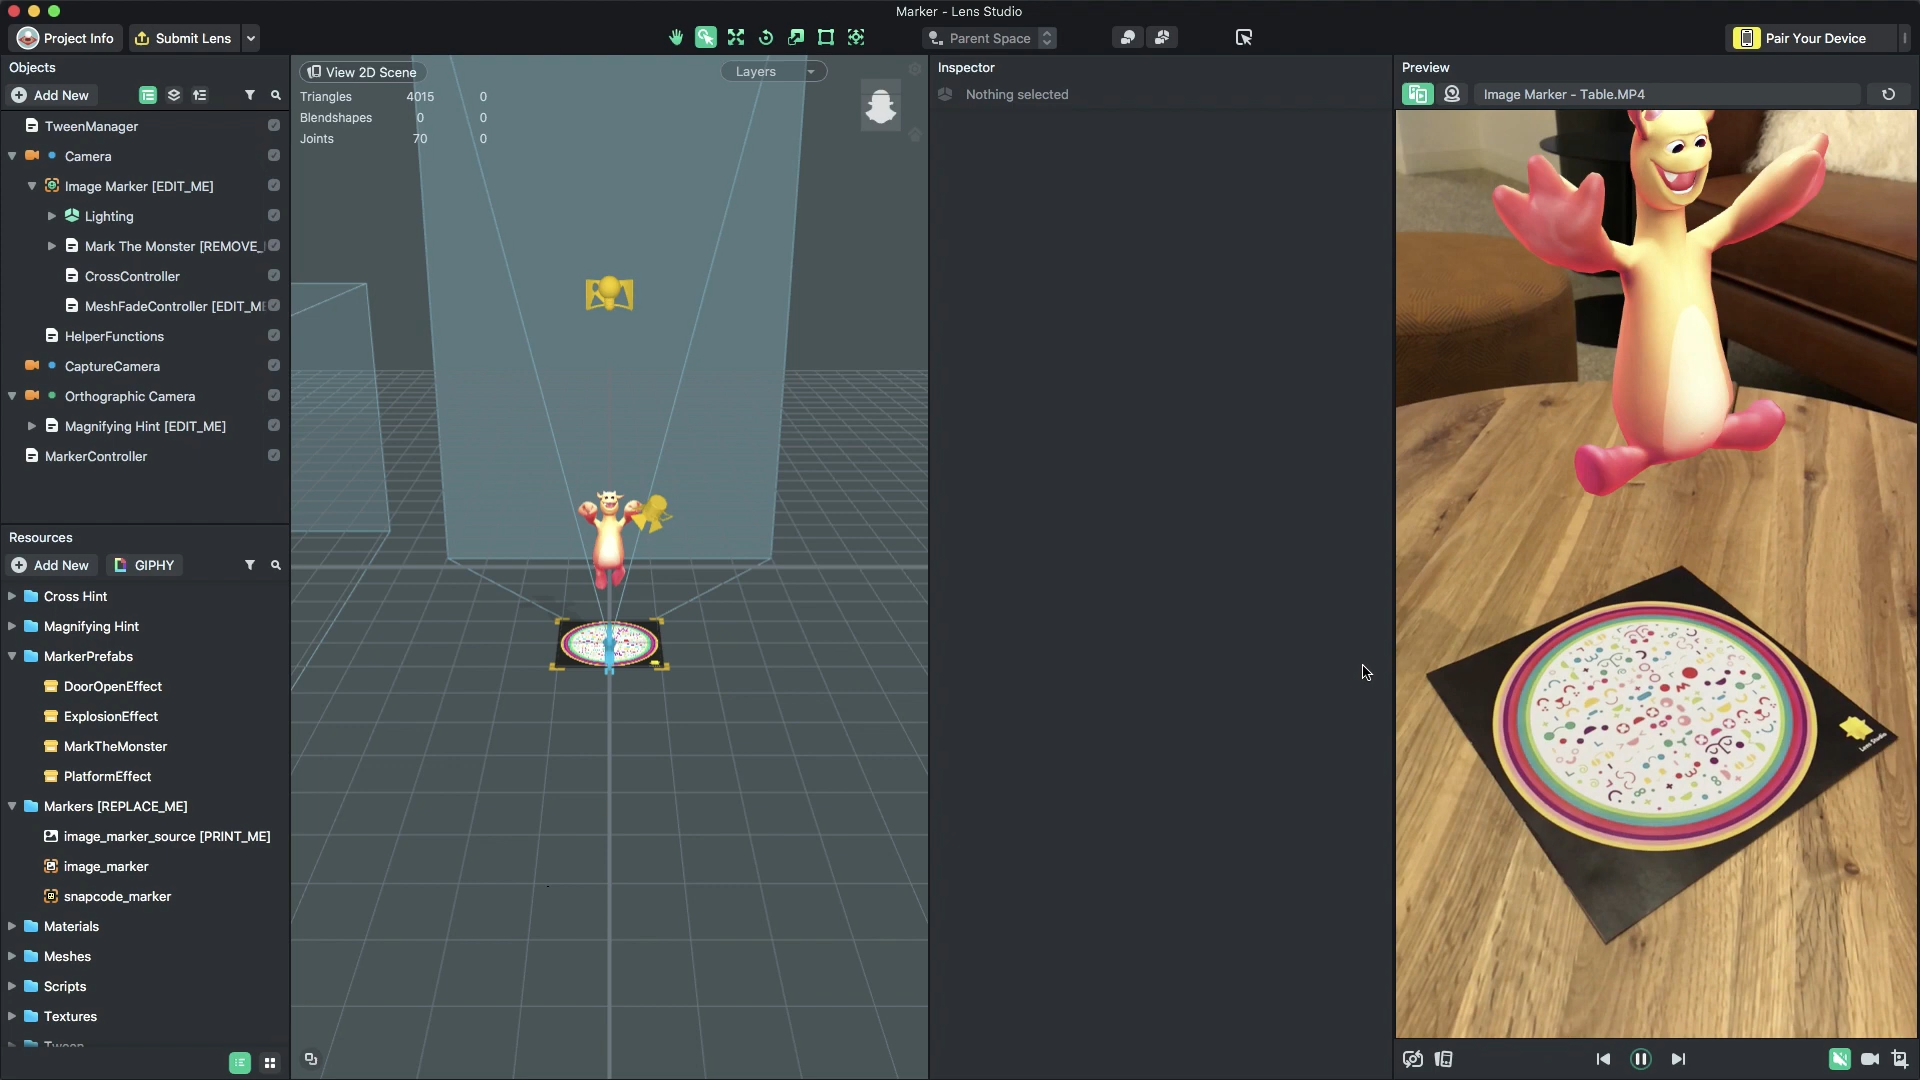 Marker - Lens Studio
Project Info
Submit Lens
Parent Space
Pair Your Device
Objects
Add New
TweenManager
Camera
Image Marker [EDIT_ME]
Lighting
Mark The Monster [REMOVE_
CrossController
MeshFadeController [EDIT_ME
HelperFunctions
CaptureCamera
Orthographic Camera
Magnifying Hint [EDIT_ME]
MarkerController
Resources
Add New
GIPHY
Cross Hint
Magnifying Hint
MarkerPrefabs
DoorOpenEffect
ExplosionEffect
MarkTheMonster
PlatformEffect
Markers [REPLACE_ME]
image_marker_source [PRINT_ME]
image_marker
snapcode_marker
Materials
Meshes
Scripts
Textures
Tween
View 2D Scene
Layers
Triangles 4015 0
Blendshapes 0 0
Joints 70 0
Inspector
Nothing selected
Preview
Image Marker - Table.MP4
Lens Studio